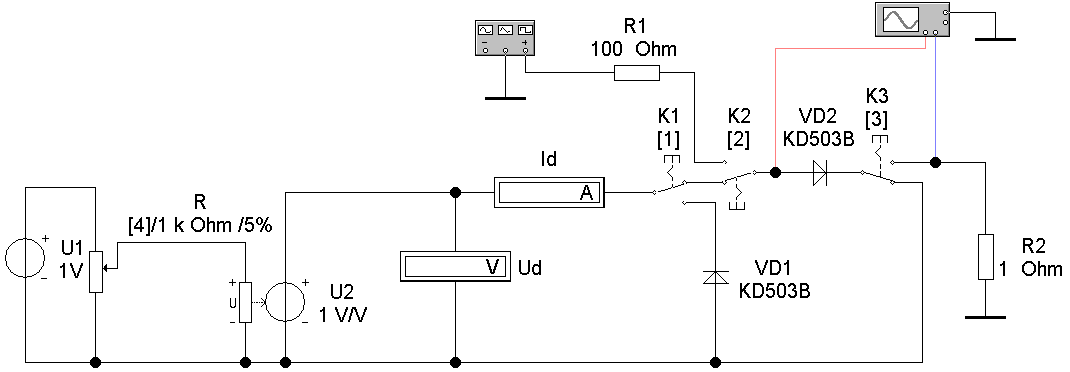 R1
100 Ohm
K1
[1]
K2
[2]
VD2
KD503B
K3
[3]
Id
A
R
[4]/1 k Ohm /5%
U1
1V
+
-
V
Ud
+
U
-
+
-
U2
1 V/V
VD1
KD503B
R2
1 Ohm
- +